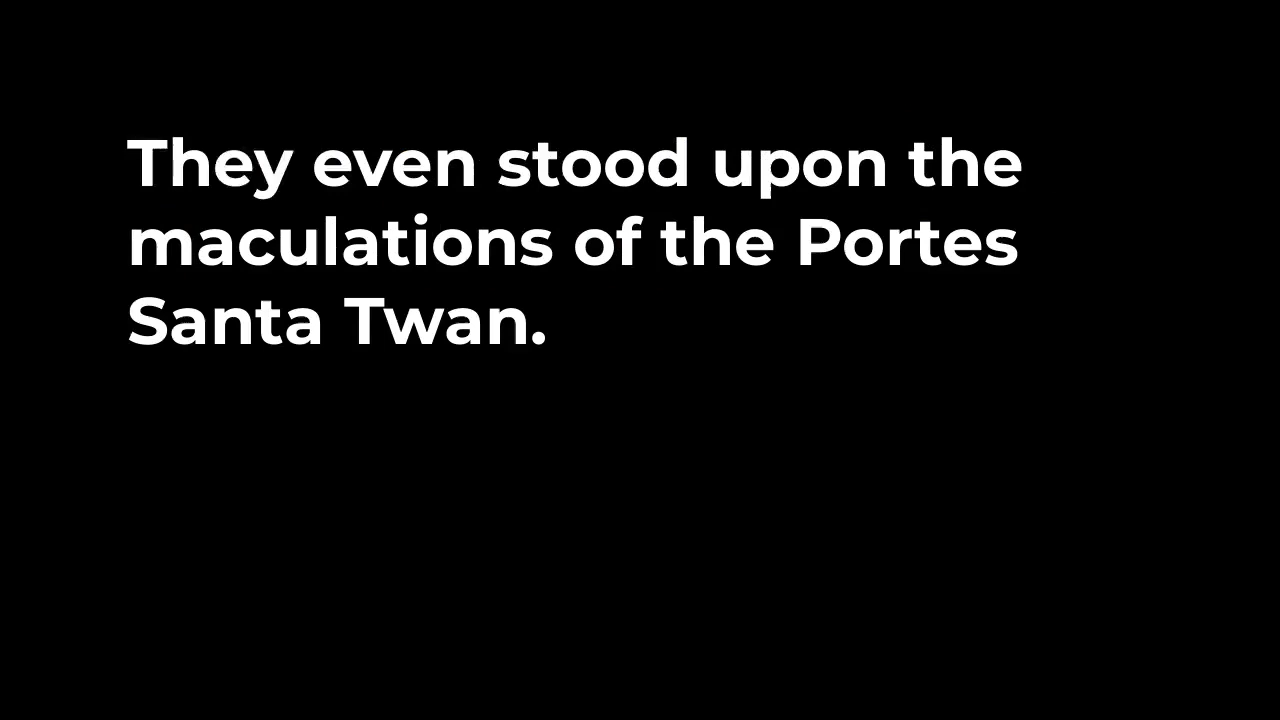 They even stood upon the
maculations of the Portes
Santa Twan.